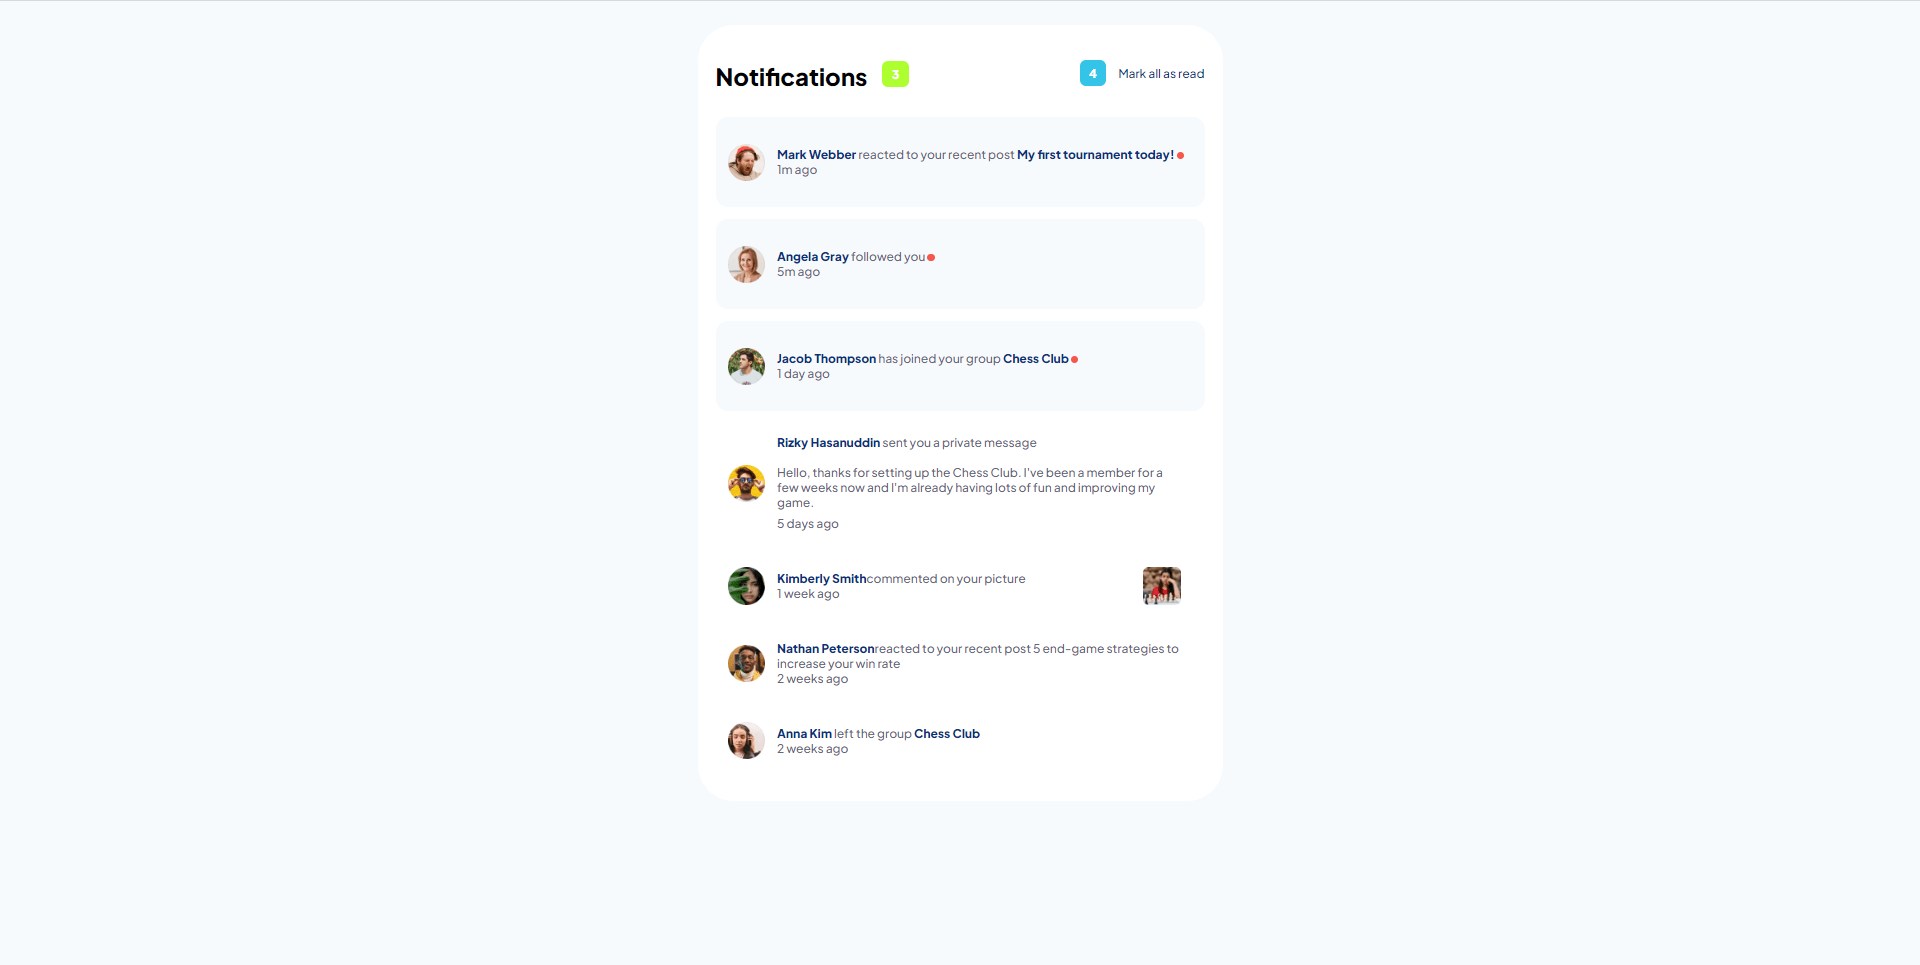 Notifications 3 4 Mark all as read
Mark Webber reacted to your recent post My first tournament today!
1m ago
Angela Gray followed you
5m ago
Jacob Thompson has joined your group Chess Club
1 day ago
Rizky Hasanuddin sent you a private message
Hello, thanks for setting up the Chess Club. I've been a member for a
few weeks now and I'm already having lots of fun and improving my
game.
5 days ago
Kimberly Smithcommented on your picture
1 week ago
Nathan Petersonreacted to your recent post 5 end-game strategies to
increase your win rate
2 weeks ago
Anna Kim left the group Chess Club
2 weeks ago